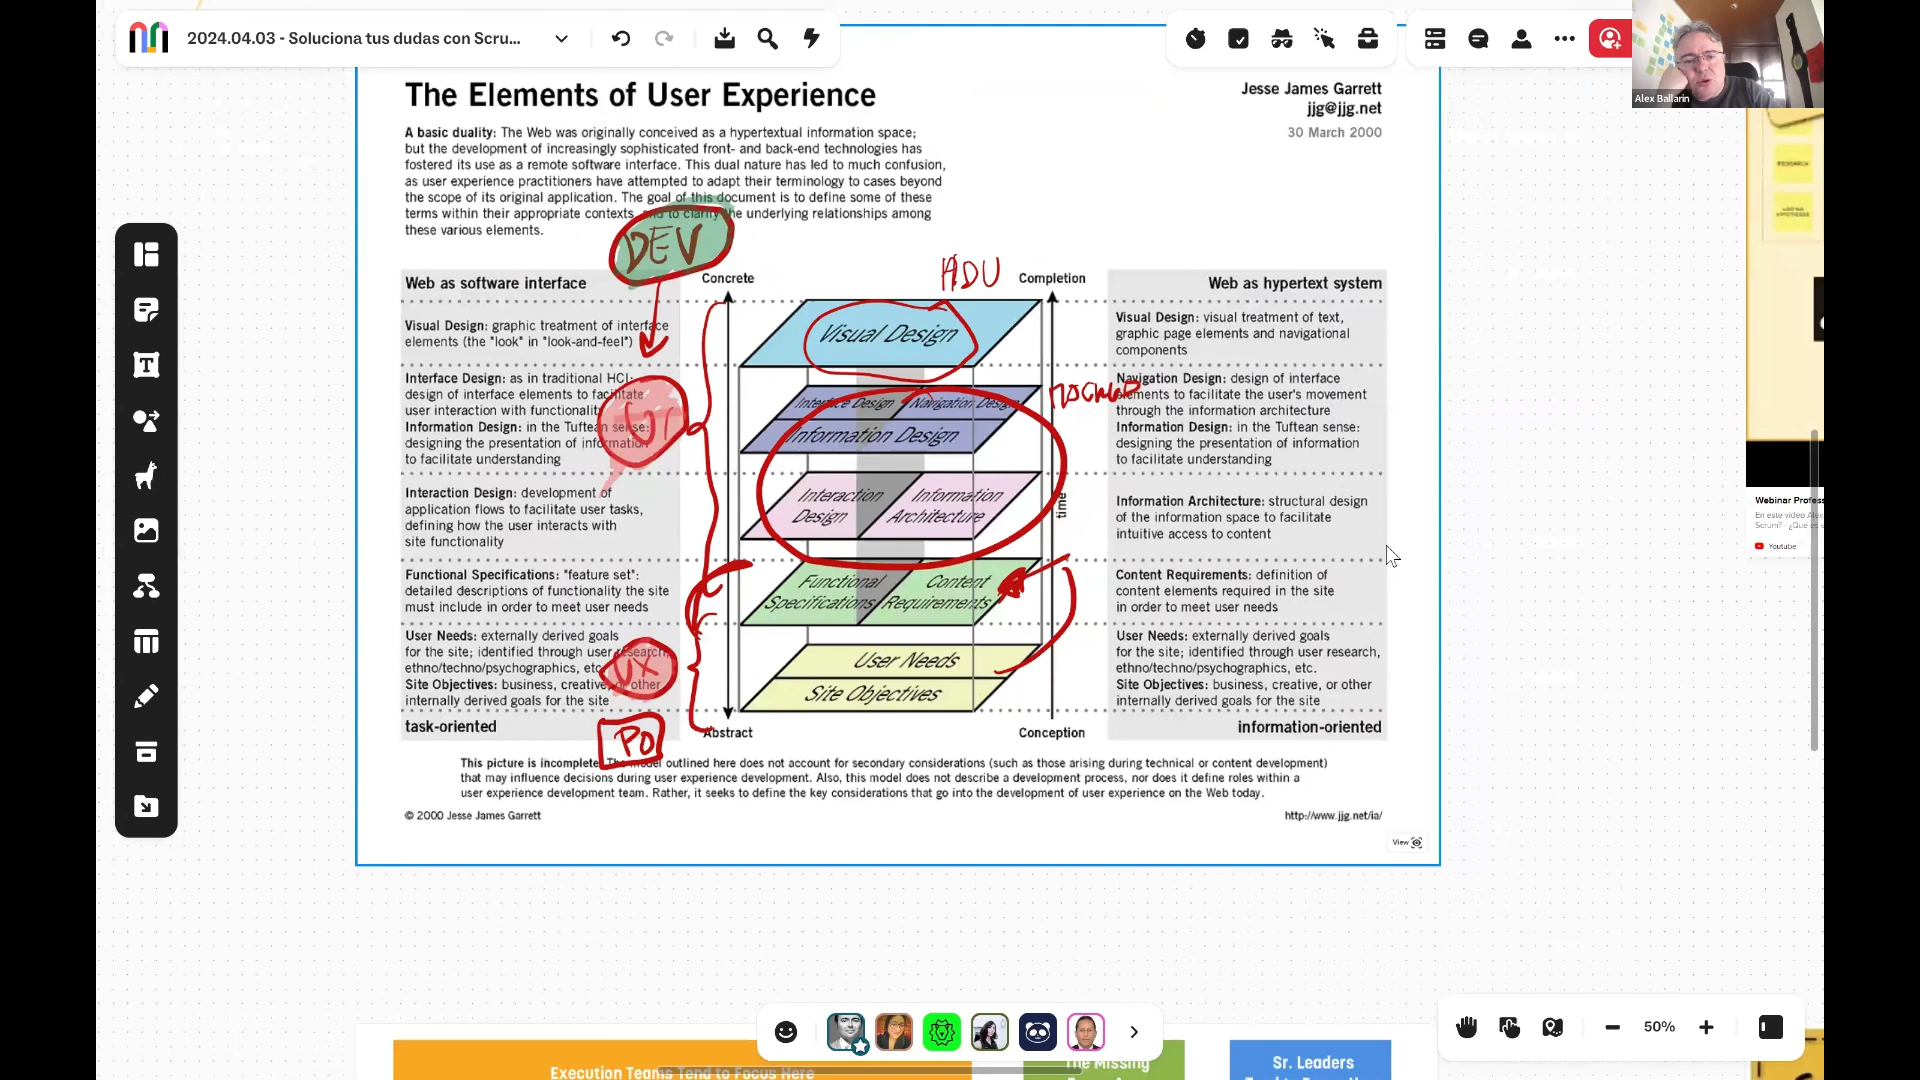 2024.04.03 - Soluciona tus dudas con Scru...
Alex Ballarin
The Elements of User Experience
Jesse James Garrett
jjg@jjg.net
30 March 2000
A basic duality: The Web was originally conceived as a hypertextual information space;
but the development of increasingly sophisticated front- and back-end technologies has
fostered its use as a remote software interface. This dual nature has led to much confusion,
as user experience practitioners have attempted to adapt their terminology to cases beyond
the scope of its original application. The goal of this document is to define some of these
terms within their appropriate contexts, and to clarify the underlying relationships among
these various elements.
DEV
Web as software interface
Concrete
Completion
Web as hypertext system
Visual Design: graphic treatment of interface
elements (the "look" in "look-and-feel")
Interface Design: as in traditional HCI:
design of interface elements to facilitate
user interaction with functionality
Information Design: in the Tuftean sense:
designing the presentation of information
to facilitate understanding
Interaction Design: development of
application flows to facilitate user tasks,
defining how the user interacts with
site functionality
Functional Specifications: "feature set":
detailed descriptions of functionality the site
must include in order to meet user needs
User Needs: externally derived goals
for the site; identified through user research,
ethno/techno/psychographics, etc.
Site Objectives: business, creative, or other
internally derived goals for the site
task-oriented
UX
PO
Visual Design
Interface Design
Navigation Design
Information Design
Interaction
Design
Information
Architecture
Functional
Specifications
Content
Requirements
User Needs
Site Objectives
time
Abstract
Conception
Visual Design: visual treatment of text,
graphic page elements and navigational
components
Navigation Design: design of interface
elements to facilitate the user's movement
through the information architecture
Information Design: in the Tuftean sense:
designing the presentation of information
to facilitate understanding
Information Architecture: structural design
of the information space to facilitate
intuitive access to content
Content Requirements: definition of
content elements required in the site
in order to meet user needs
User Needs: externally derived goals
for the site; identified through user research,
ethno/techno/psychographics, etc.
Site Objectives: business, creative, or other
internally derived goals for the site
information-oriented
This picture is incomplete: The model outlined here does not account for secondary considerations (such as those arising during technical or content development)
that may influence decisions during user experience development. Also, this model does not describe a development process, nor does it define roles within a
user experience development team. Rather, it seeks to define the key considerations that go into the development of user experience on the Web today.
© 2000 Jesse James Garrett
http://www.jjg.net/ia/
View
Webinar Profes
Youtube
50%
Execution Teams Tend to Focus Here
The Missing
Sr. Leaders